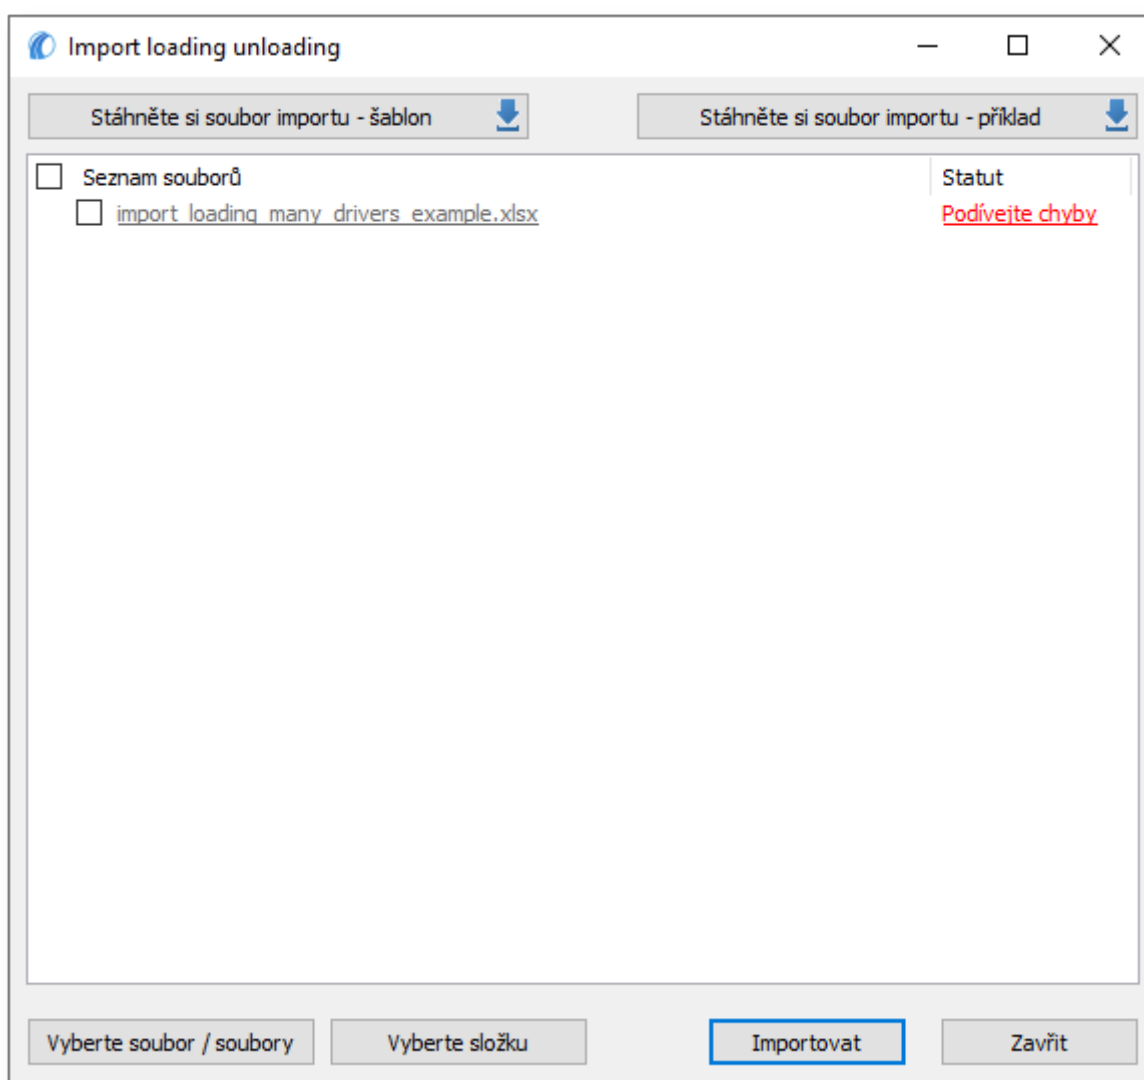 Import loading unloading
Stáhněte si soubor importu - šablon
Stáhněte si soubor importu - příklad
Seznam souborů
Statut
import_loading_many_drivers_example.xlsx
Podívejte chyby
Vyberte soubor / soubory
Vyberte složku
Importovat
Zavřít